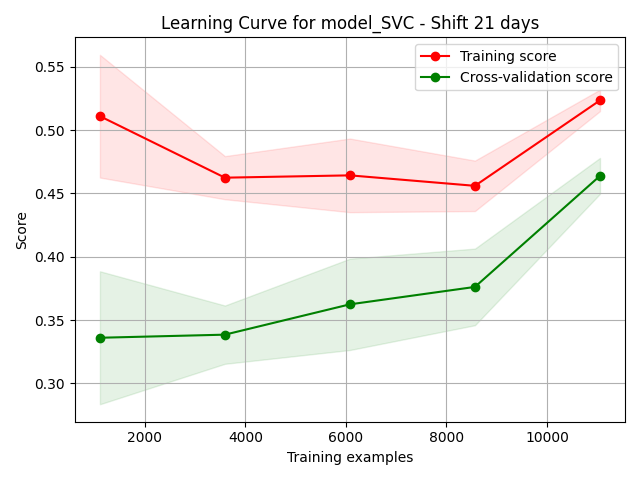 Learning Curve for model_SVC - Shift 21 days
Training score
Cross-validation score
0.55
0.50
0.45
0.40
0.35
0.30
Score
2000 4000 6000 8000 10000
Training examples